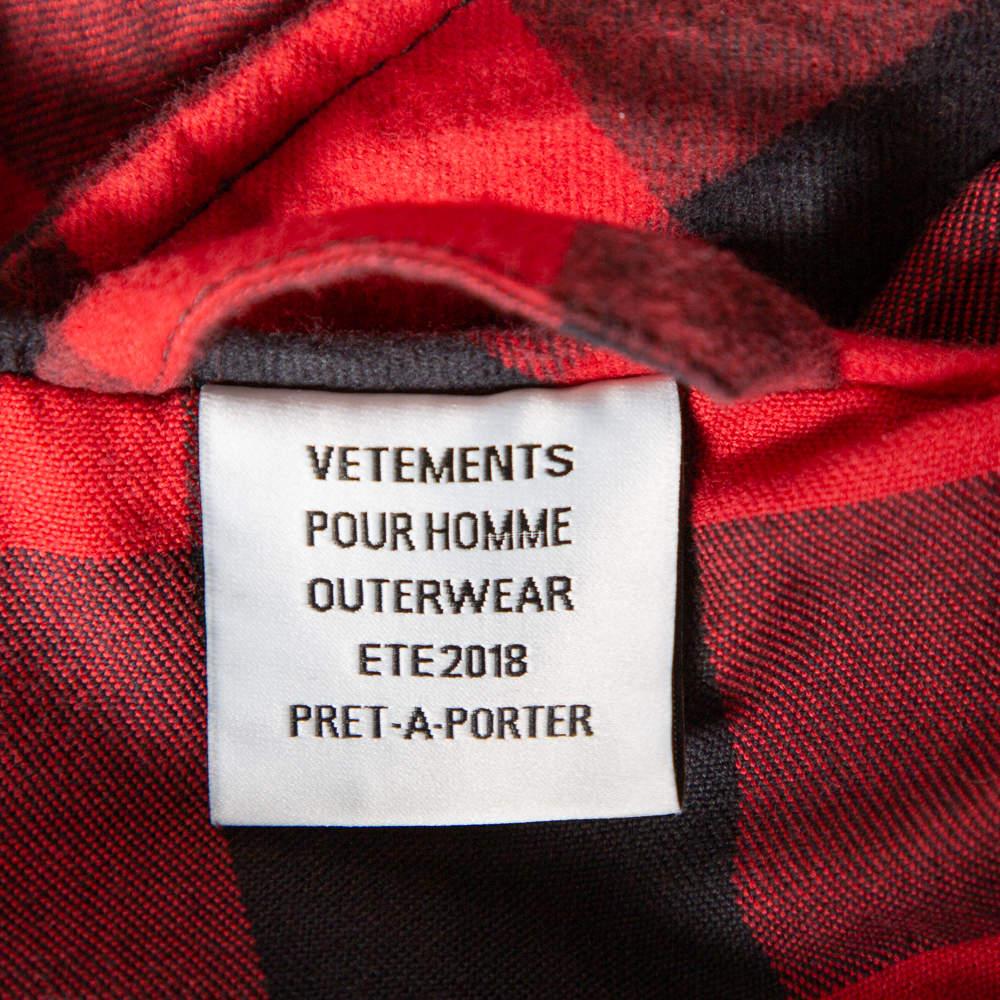 VETEMENTS
POUR HOMME
OUTERWEAR
ETE2018
PRET-A-PORTER